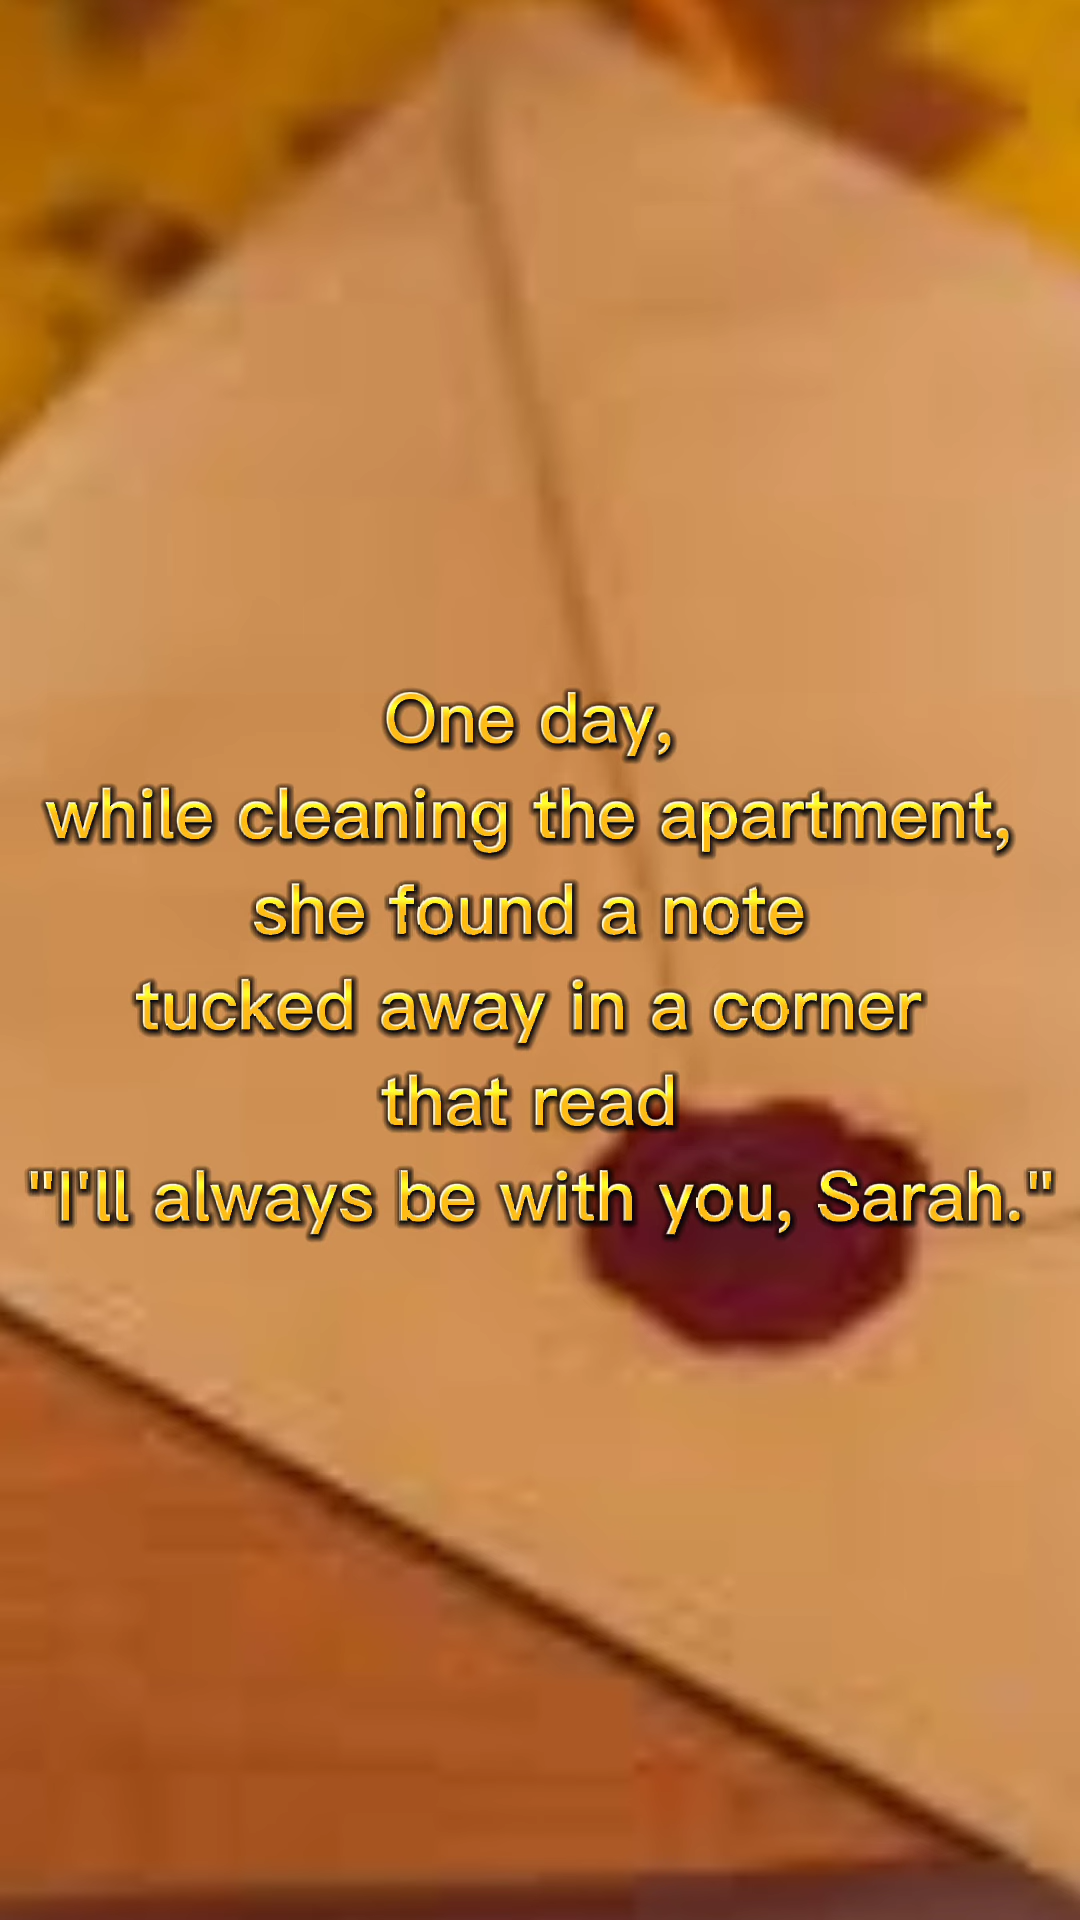 One day,
while cleaning the apartment,
she found a note
tucked away in a corner
that read
"I'll always be with you, Sarah."